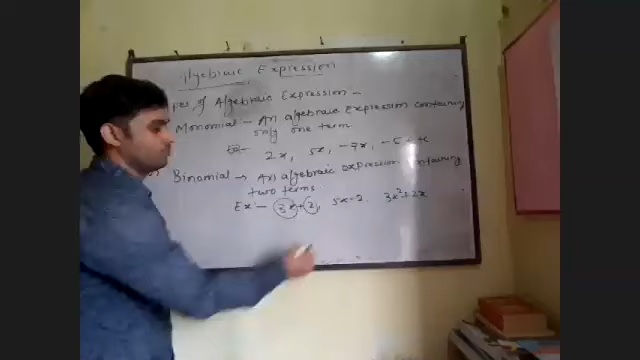 Algebraic Expression
pes of Algebraic Expression -
Monomial - An algebraic expression containing
only one term
Ex - 2x, 5x, -7x,
Binomial → An algebraic expression containing
two terms
Ex - 3x+2, 5x-2, 3x²+2x